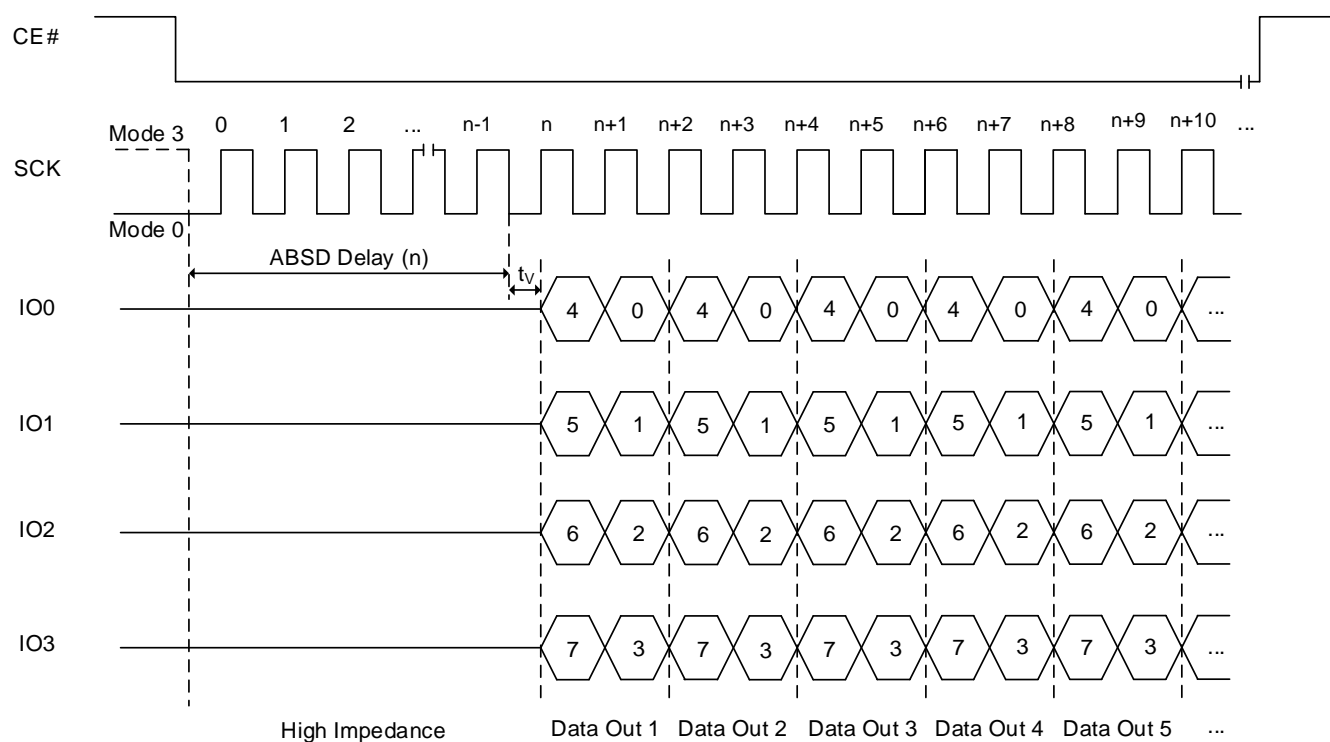 CE#
0 1 2 ... n-1 n n+1 n+2 n+3 n+4 n+5 n+6 n+7 n+8 n+9 n+10 ...
Mode 3
SCK
Mode 0
ABSD Delay (n)
tV
IO0 4 0 4 0 4 0 4 0 4 0 ...
IO1 5 1 5 1 5 1 5 1 5 1 ...
IO2 6 2 6 2 6 2 6 2 6 2 ...
IO3 7 3 7 3 7 3 7 3 7 3 ...
High Impedance Data Out 1 Data Out 2 Data Out 3 Data Out 4 Data Out 5 ...